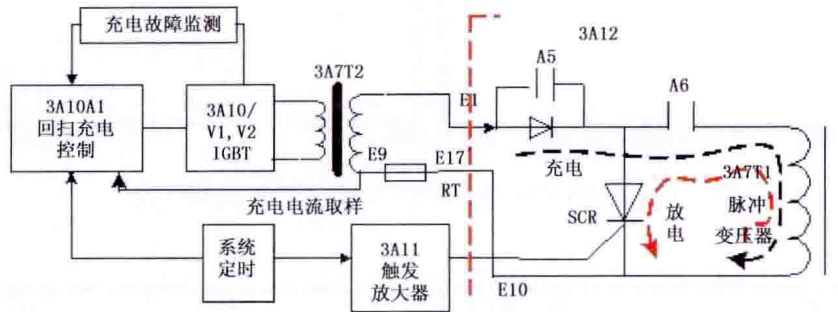 充电故障监测
3A12
3A7T2
A5
A6
3A10A1
回扫充电
控制
3A10/
V1,V2
IGBT
E1
E9
E17
RT
充电
3A7T1
脉冲
变压器
充电电流取样
SCR
放
电
系统
定时
3A11
触发
放大器
E10